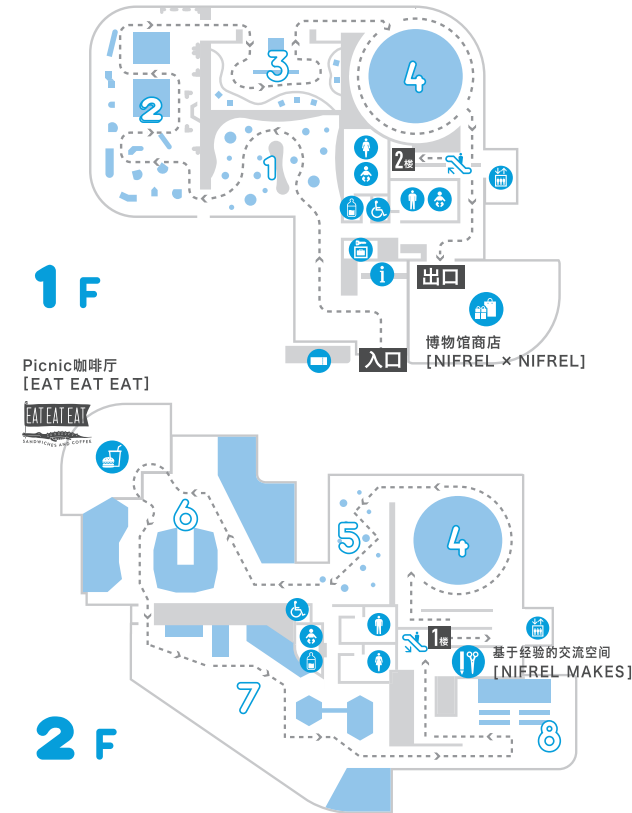 3
4
2
1
2楼
i
1F
出口
入口
博物馆商店
[NIFREL × NIFREL]
Picnic咖啡厅
[EAT EAT EAT]
EAT EAT EAT
SANDWICHES AND COFFEE
6
5
4
1楼
基于经验的交流空间
[NIFREL MAKES]
7
8
2F